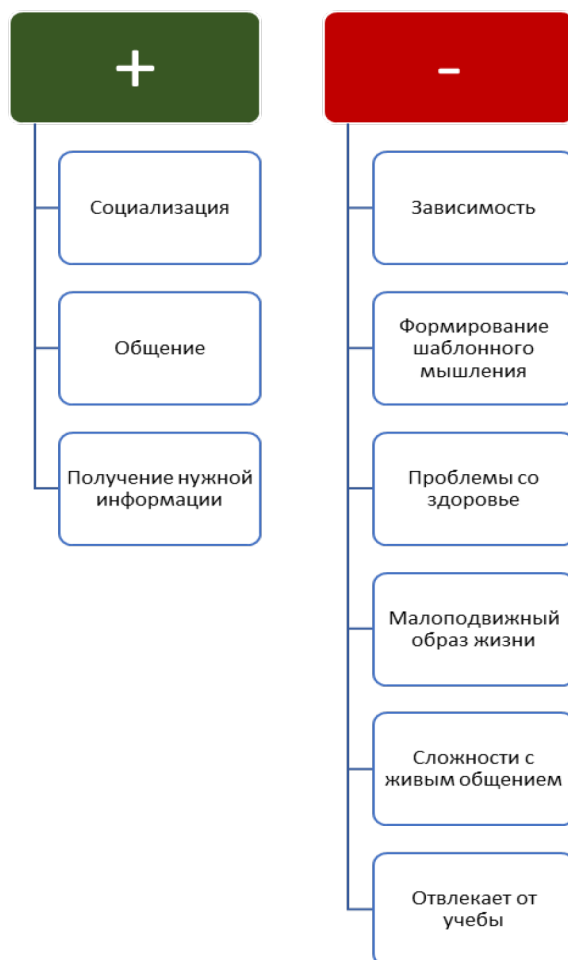 +
Социализация
Общение
Получение нужной
информации
-
Зависимость
Формирование
шаблонного
мышления
Проблемы со
здоровье
Малоподвижный
образ жизни
Сложности с
живым общением
Отвлекает от
учебы